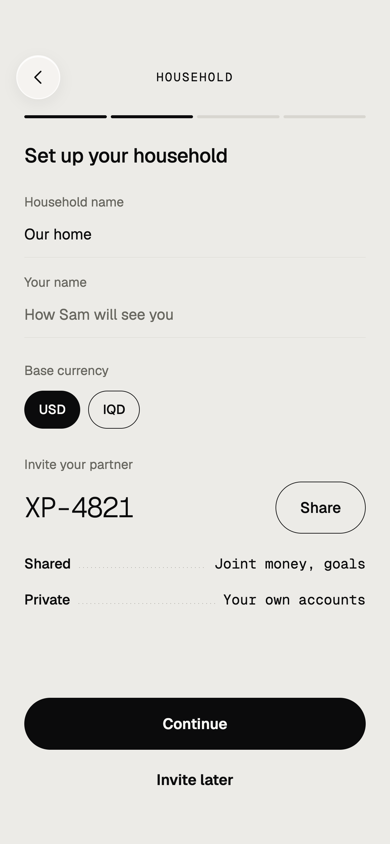 HOUSEHOLD
Set up your household
Household name
Our home
Your name
How Sam will see you
Base currency
USD IQD
Invite your partner
XP-4821 Share
Shared Joint money, goals
Private Your own accounts
Continue
Invite later